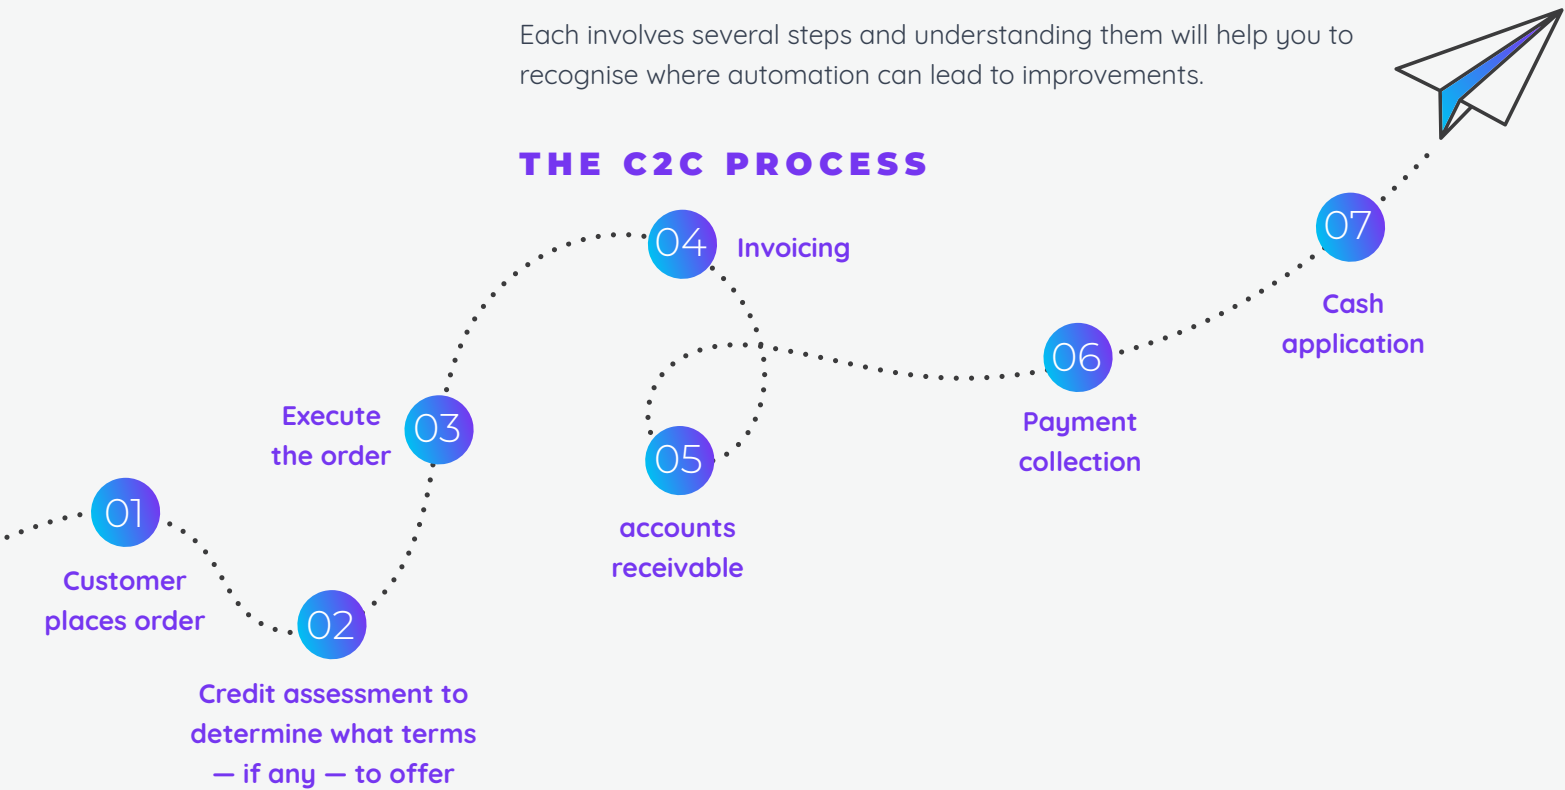 Each involves several steps and understanding them will help you to
recognise where automation can lead to improvements.
THE C2C PROCESS
01
Customer
places order
02
Credit assessment to
determine what terms
— if any — to offer
03
Execute
the order
04
Invoicing
05
accounts
receivable
06
Payment
collection
07
Cash
application